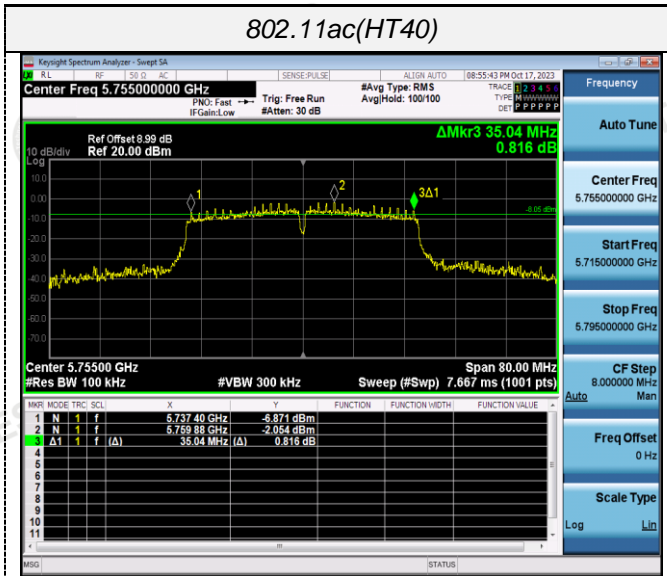 802.11ac(HT40)
Keysight Spectrum Analyzer - Swept SA
RL RF 50 Ω AC SENSE:PULSE ALIGN AUTO 08:55:43 PM Oct 17, 2023
Center Freq 5.755000000 GHz
#Avg Type: RMS
TRACE 1 2 3 4 5 6
PNO: Fast Trig: Free Run Avg|Hold: 100/100
TYPE M WWWWW
IFGain:Low #Atten: 30 dB
DET P P P P P P
Frequency
Auto Tune
Center Freq
5.755000000 GHz
Start Freq
5.715000000 GHz
Stop Freq
5.795000000 GHz
CF Step
8.000000 MHz
Auto Man
Freq Offset
0 Hz
Scale Type
Log Lin
ΔMkr3 35.04 MHz
0.816 dB
Ref Offset 8.99 dB
10 dB/div Ref 20.00 dBm
Log
10.0
0.00
-10.0
-20.0
-30.0
-40.0
-50.0
-60.0
-70.0
1
2
3Δ1
Center 5.75500 GHz Span 80.00 MHz
#Res BW 100 kHz #VBW 300 kHz Sweep (#Swp) 7.667 ms (1001 pts)
MKR MODE TRC SCL X Y FUNCTION FUNCTION WIDTH FUNCTION VALUE
1 N 1 f 5.737 40 GHz -6.871 dBm
2 N 1 f 5.759 88 GHz -2.054 dBm
3 Δ1 1 f (Δ) 35.04 MHz (Δ) 0.816 dB
4
5
6
7
8
9
10
11
MSG STATUS